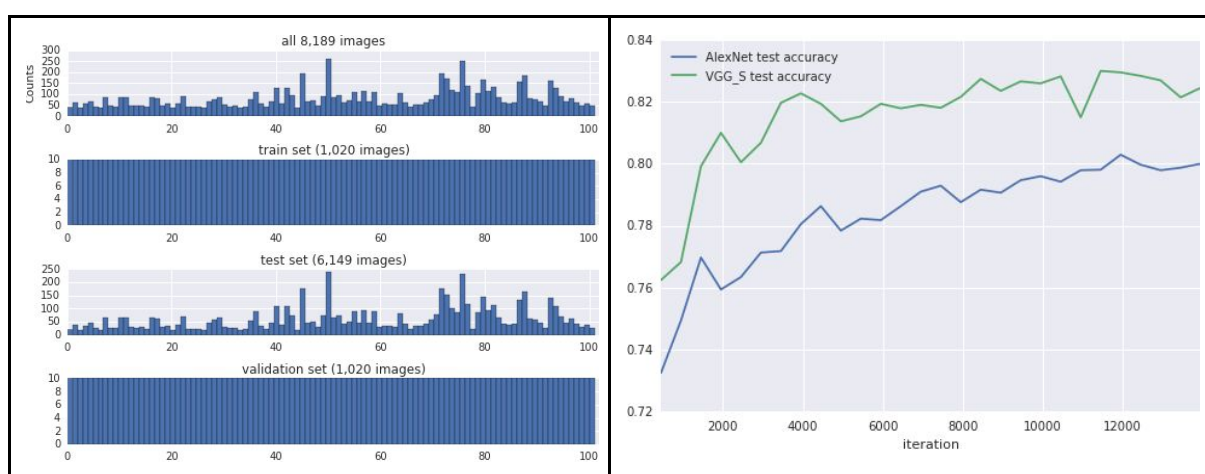 all 8,189 images
300
250
200
150
100
50
0
Counts
0 20 40 60 80 100
train set (1,020 images)
10
8
6
4
2
0
0 20 40 60 80 100
test set (6,149 images)
250
200
150
100
50
0
0 20 40 60 80 100
validation set (1,020 images)
10
8
6
4
2
0
0 20 40 60 80 100
0.84
0.82
0.80
0.78
0.76
0.74
0.72
AlexNet test accuracy
VGG_S test accuracy
2000 4000 6000 8000 10000 12000
iteration